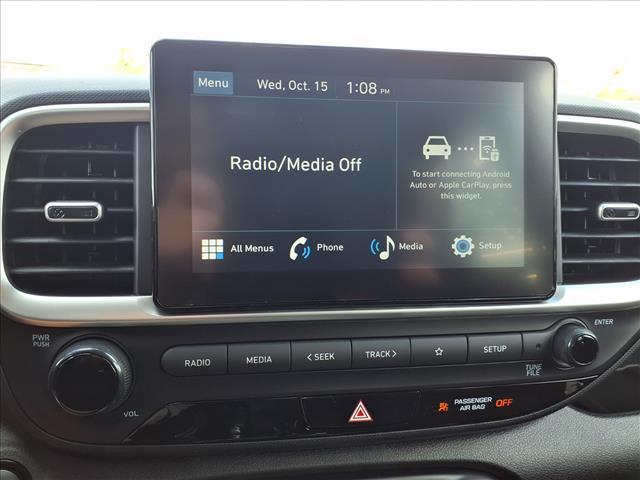 Menu Wed, Oct. 15 1:08 PM
Radio/Media Off
To start connecting Android
Auto or Apple CarPlay, press
this widget.
All Menus Phone Media Setup
PWR
PUSH
VOL
RADIO MEDIA < SEEK TRACK > ☆ SETUP
ENTER
TUNE
FILE
PASSENGER
AIR BAG OFF